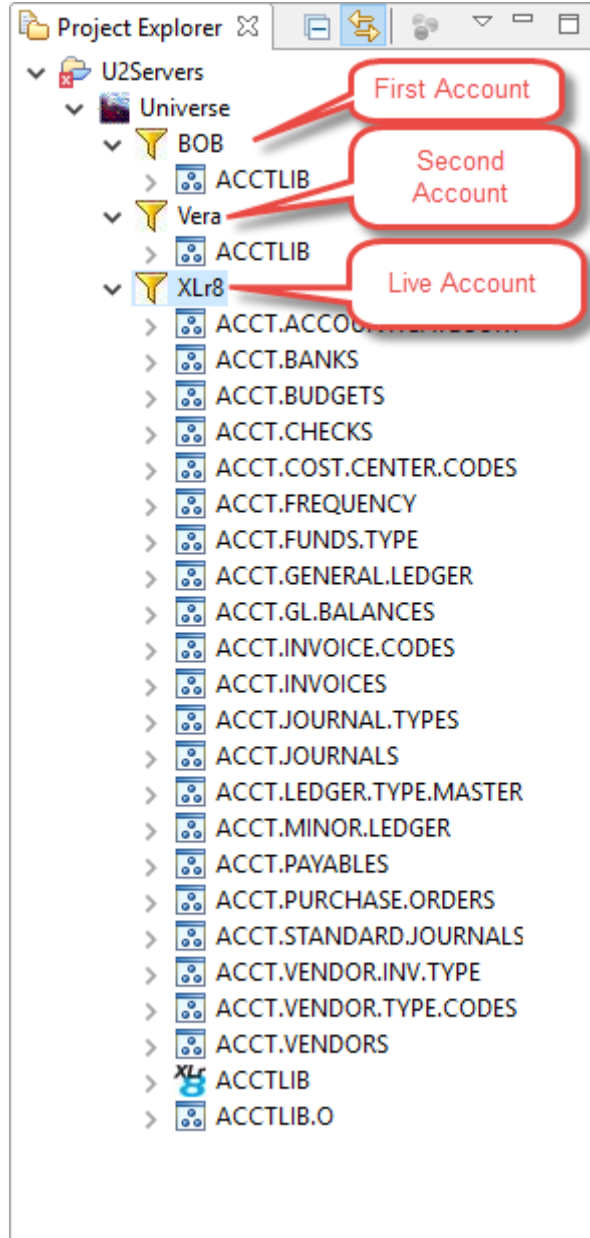 Project Explorer
U2Servers
First Account
Universe
BOB
Second
Account
ACCTLIB
Vera
ACCTLIB
Live Account
XLr8
ACCT.BANKS
ACCT.BUDGETS
ACCT.CHECKS
ACCT.COST.CENTER.CODES
ACCT.FREQUENCY
ACCT.FUNDS.TYPE
ACCT.GENERAL.LEDGER
ACCT.GL.BALANCES
ACCT.INVOICE.CODES
ACCT.INVOICES
ACCT.JOURNAL.TYPES
ACCT.JOURNALS
ACCT.LEDGER.TYPE.MASTER
ACCT.MINOR.LEDGER
ACCT.PAYABLES
ACCT.PURCHASE.ORDERS
ACCT.STANDARD.JOURNALS
ACCT.VENDOR.INV.TYPE
ACCT.VENDOR.TYPE.CODES
ACCT.VENDORS
XLr8 ACCTLIB
ACCTLIB.O